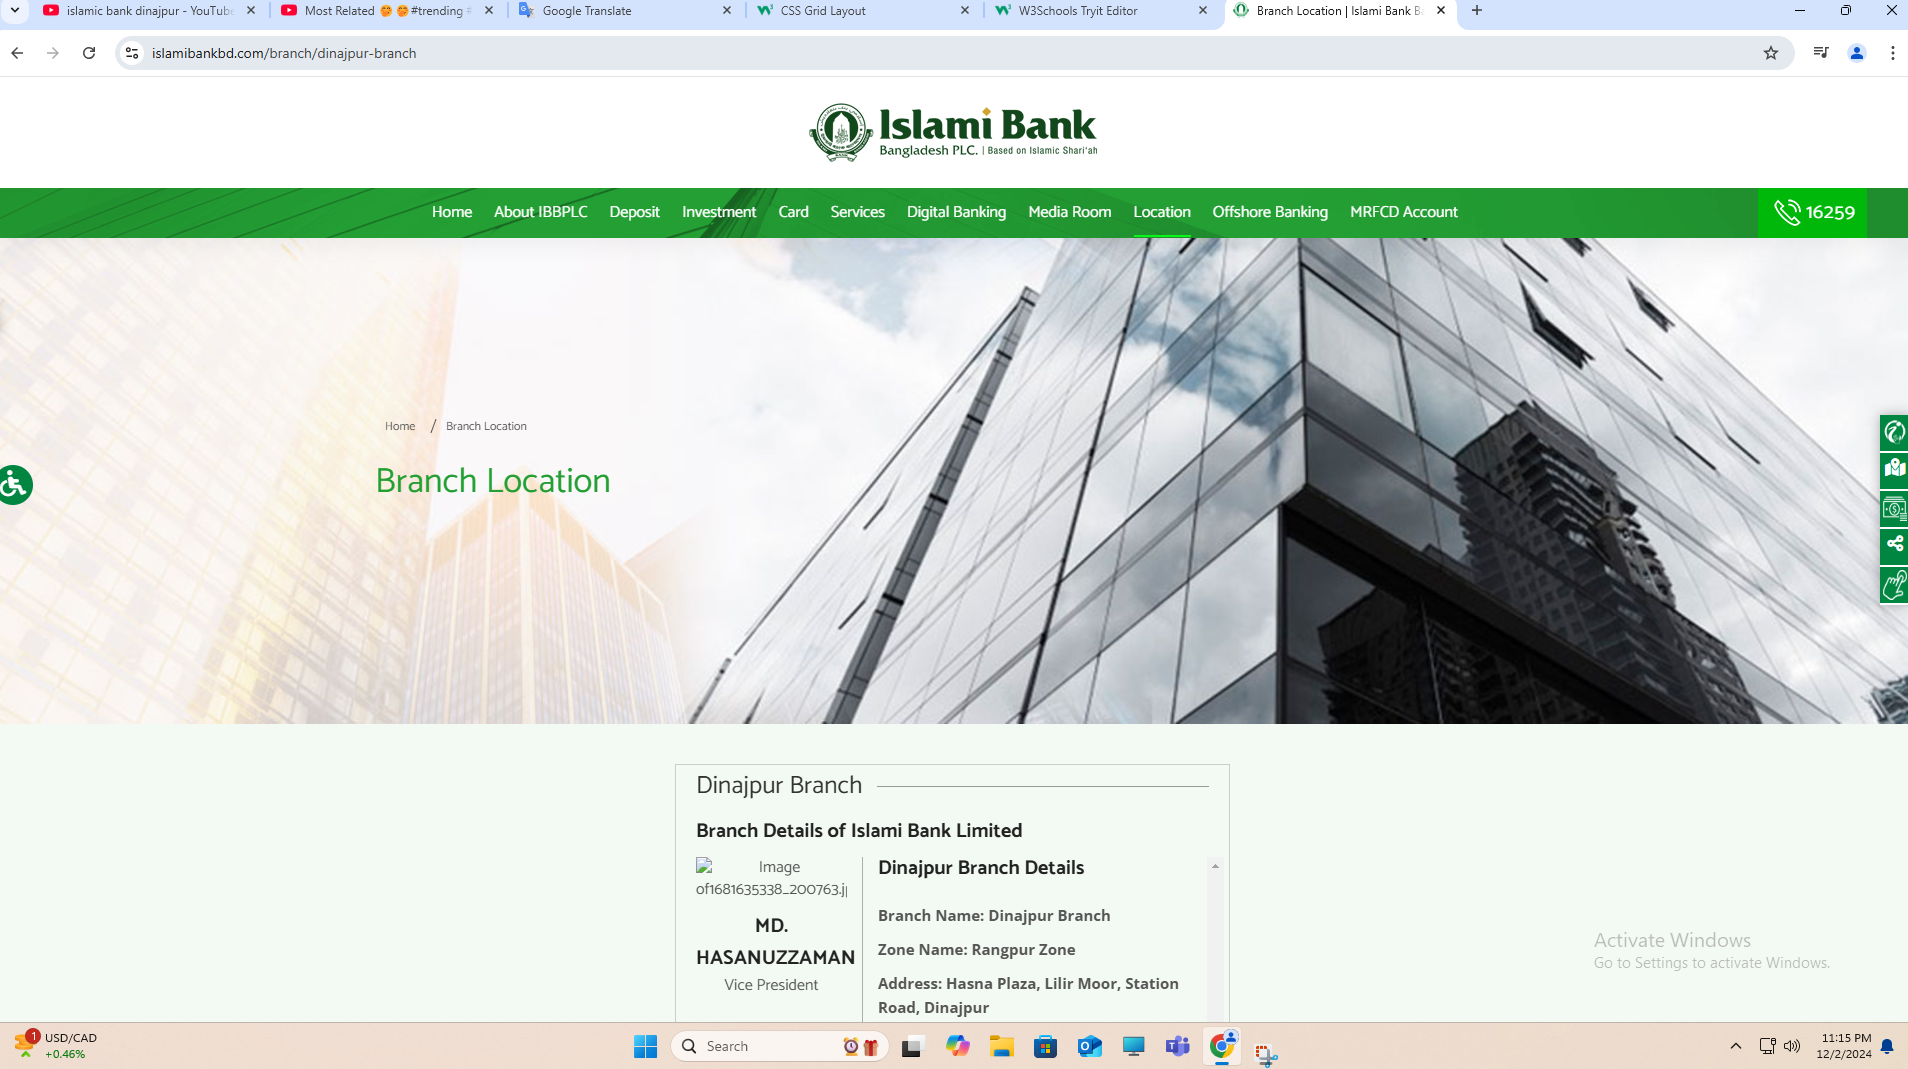 islamic bank dinajpur - YouTube
Most Related 🤭 🤭 #trending #
Google Translate
CSS Grid Layout
W3Schools Tryit Editor
Branch Location | Islami Bank Ba
islamibankbd.com/branch/dinajpur-branch
Islami Bank
Bangladesh PLC. | Based on Islamic Shari'ah
Home About IBBPLC Deposit Investment Card Services Digital Banking Media Room Location Offshore Banking MRFCD Account
16259
Home / Branch Location
Branch Location
Dinajpur Branch
Branch Details of Islami Bank Limited
Image
of1681635338_200763.j
MD.
HASANUZZAMAN
Vice President
Dinajpur Branch Details
Branch Name: Dinajpur Branch
Zone Name: Rangpur Zone
Address: Hasna Plaza, Lilir Moor, Station
Road, Dinajpur
Activate Windows
Go to Settings to activate Windows.
1
USD/CAD
+0.46%
Search
11:15 PM
12/2/2024